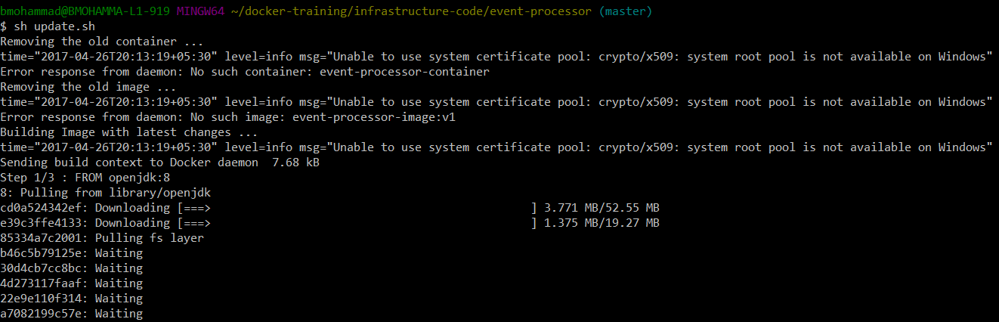 bmohammad@BMOHAMMA-L1-919 MINGW64 ~/docker-training/infrastructure-code/event-processor (master)
$ sh update.sh
Removing the old container ...
time="2017-04-26T20:13:19+05:30" level=info msg="Unable to use system certificate pool: crypto/x509: system root pool is not available on Windows"
Error response from daemon: No such container: event-processor-container
Removing the old image ...
time="2017-04-26T20:13:19+05:30" level=info msg="Unable to use system certificate pool: crypto/x509: system root pool is not available on Windows"
Error response from daemon: No such image: event-processor-image:v1
Building Image with latest changes ...
time="2017-04-26T20:13:19+05:30" level=info msg="Unable to use system certificate pool: crypto/x509: system root pool is not available on Windows"
Sending build context to Docker daemon  7.68 kB
Step 1/3 : FROM openjdk:8
8: Pulling from library/openjdk
cd0a524342ef: Downloading [===>                                               ] 3.771 MB/52.55 MB
e39c3ffe4133: Downloading [===>                                               ] 1.375 MB/19.27 MB
85334a7c2001: Pulling fs layer
b46c5b79125e: Waiting
30d4cb7cc8bc: Waiting
4d273117faaf: Waiting
22e9e110f314: Waiting
a7082199c57e: Waiting